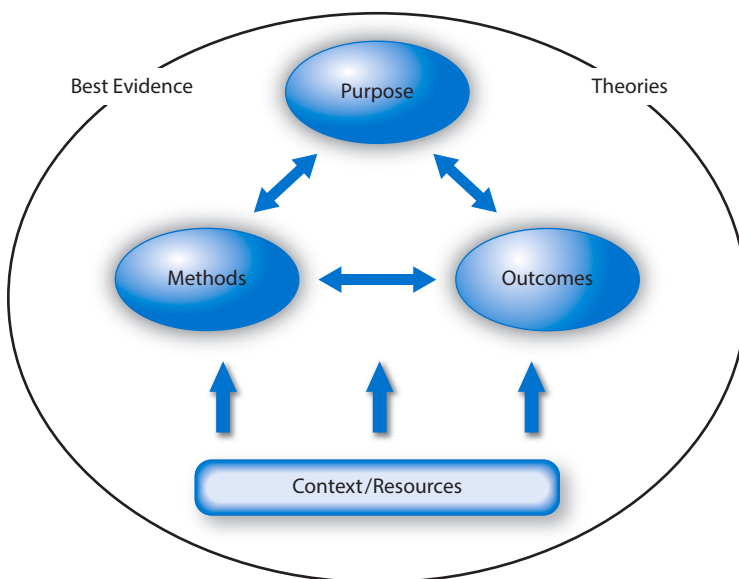 Best Evidence
Purpose
Theories
Methods
Outcomes
Context/Resources